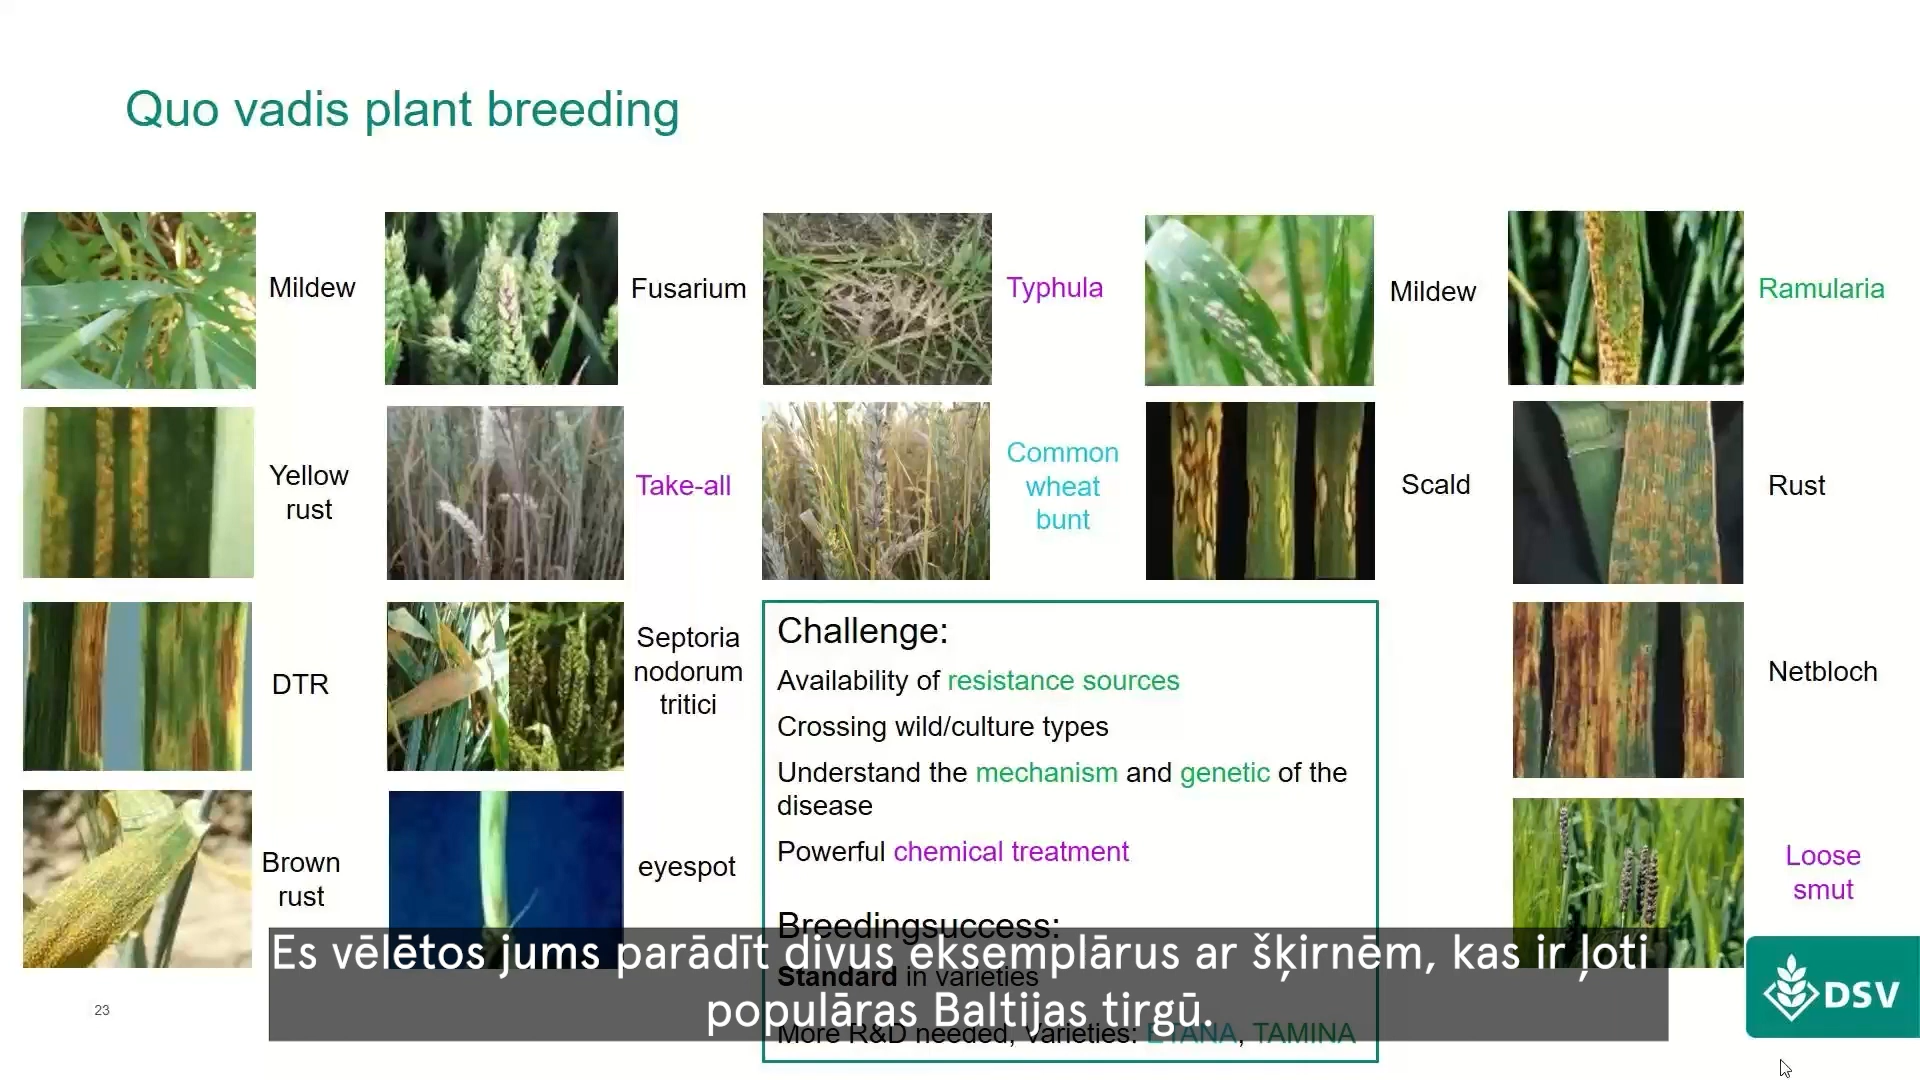 Quo vadis plant breeding
Mildew
Fusarium
Typhula
Mildew
Ramularia
Yellow
rust
Take-all
Common
wheat
bunt
Scald
Rust
DTR
Septoria
nodorum
tritici
Netbloch
Brown
rust
eyespot
Loose
smut
Challenge:
Availability of resistance sources
Crossing wild/culture types
Understand the mechanism and genetic of the
disease
Powerful chemical treatment
Breedingsuccess:
Standard in varieties
More R&D needed, Varieties: ETANA, TAMINA
Es vēlētos jums parādīt divus eksemplārus ar šķirnēm, kas ir ļoti
populāras Baltijas tirgū.
23
DSV